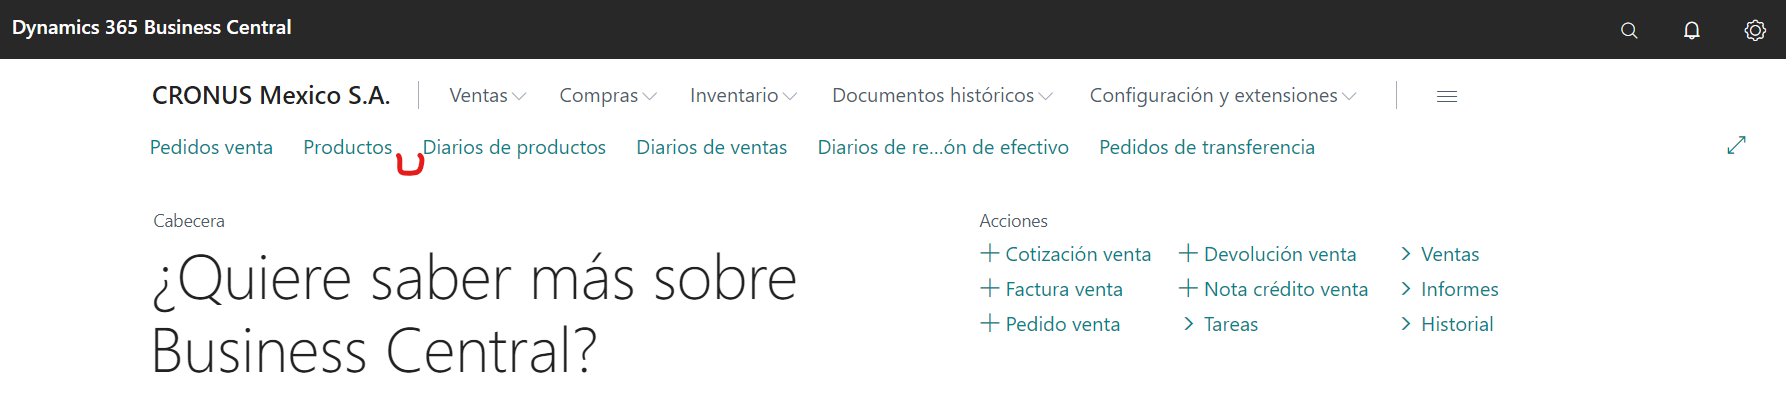 Dynamics 365 Business Central
CRONUS Mexico S.A. Ventas Compras Inventario Documentos históricos Configuración y extensiones
Pedidos venta Productos Diarios de productos Diarios de ventas Diarios de re...ón de efectivo Pedidos de transferencia
Cabecera
¿Quiere saber más sobre
Business Central?
Acciones
Cotización venta Devolución venta Ventas
Factura venta Nota crédito venta Informes
Pedido venta Tareas Historial